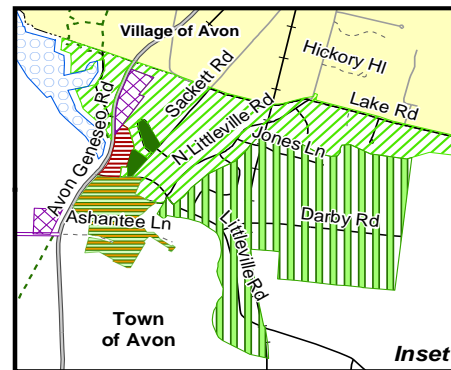 Village of Avon
Hickory Hl
Sackett Rd
Lake Rd
Avon Geneseo Rd
N Littleville Rd
Jones Ln
Ashantee Ln
Darby Rd
Littleville Rd
Town
of Avon
Inset